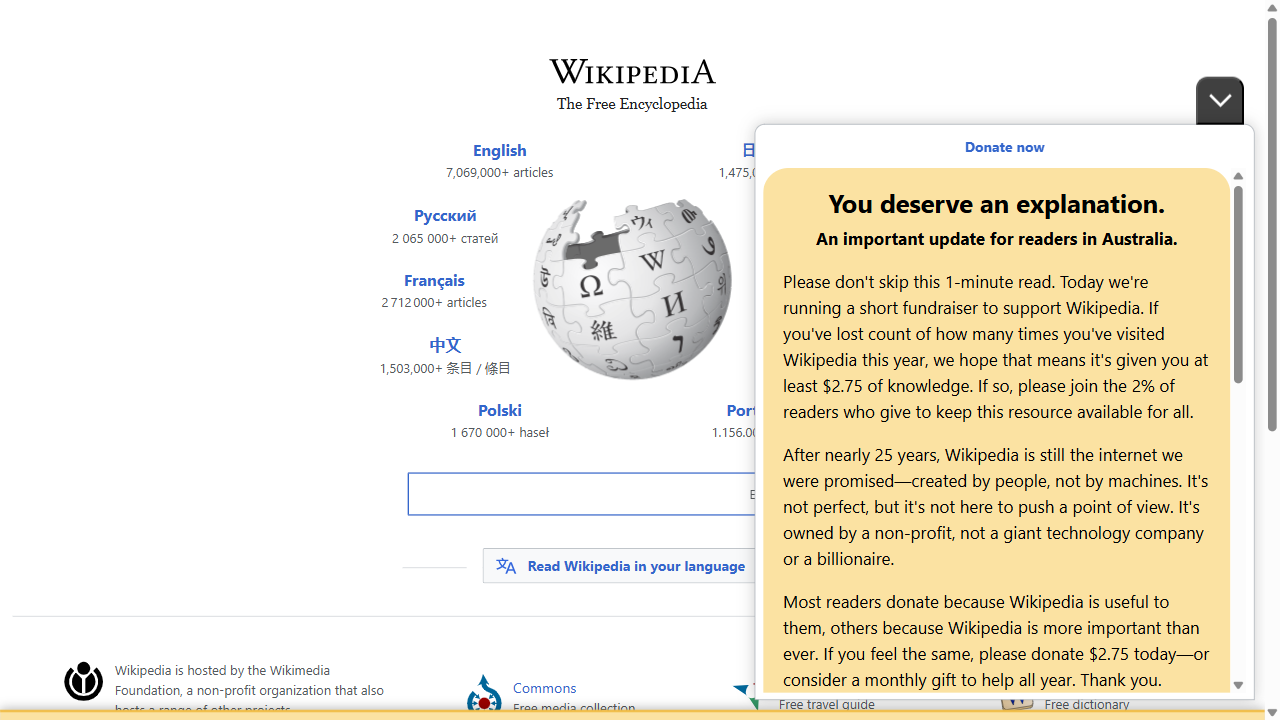 WIKIPEDIA
The Free Encyclopedia
English
7,069,000+ articles
日
1,475,
Русский
2 065 000+ статей
Français
2 712 000+ articles
中文
1,503,000+ 条目 / 條目
Polski
1 670 000+ haseł
Port
1.156.0
Read Wikipedia in your language
Wikipedia is hosted by the Wikimedia
Foundation, a non-profit organization that also
hosts a range of other projects.
Commons
Free media collection
Free travel guide
Free dictionary
Donate now
You deserve an explanation.
An important update for readers in Australia.
Please don't skip this 1-minute read. Today we're
running a short fundraiser to support Wikipedia. If
you've lost count of how many times you've visited
Wikipedia this year, we hope that means it's given you at
least $2.75 of knowledge. If so, please join the 2% of
readers who give to keep this resource available for all.
After nearly 25 years, Wikipedia is still the internet we
were promised—created by people, not by machines. It's
not perfect, but it's not here to push a point of view. It's
owned by a non-profit, not a giant technology company
or a billionaire.
Most readers donate because Wikipedia is useful to
them, others because Wikipedia is more important than
ever. If you feel the same, please donate $2.75 today—or
consider a monthly gift to help all year. Thank you.